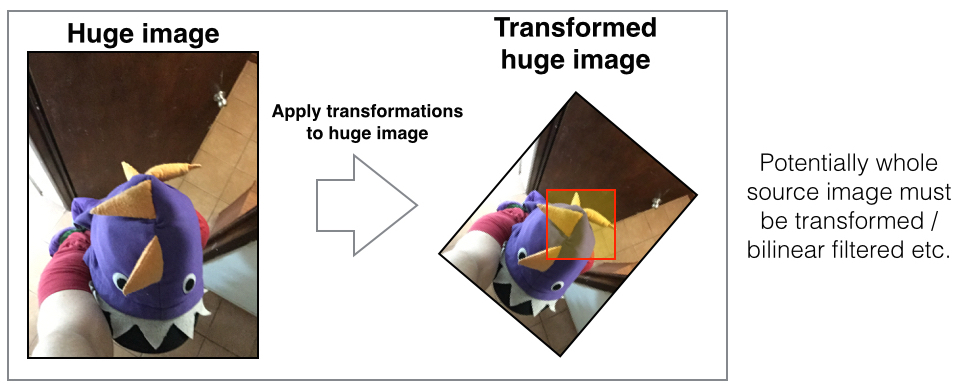 Huge image
Transformed
huge image
Apply transformations
to huge image
Potentially whole
source image must
be transformed /
bilinear filtered etc.